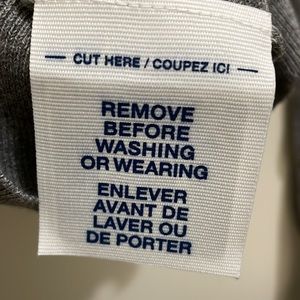 — CUT HERE / COUPEZ ICI —
REMOVE
BEFORE
WASHING
OR WEARING
ENLEVER
AVANT DE
LAVER OU
DE PORTER